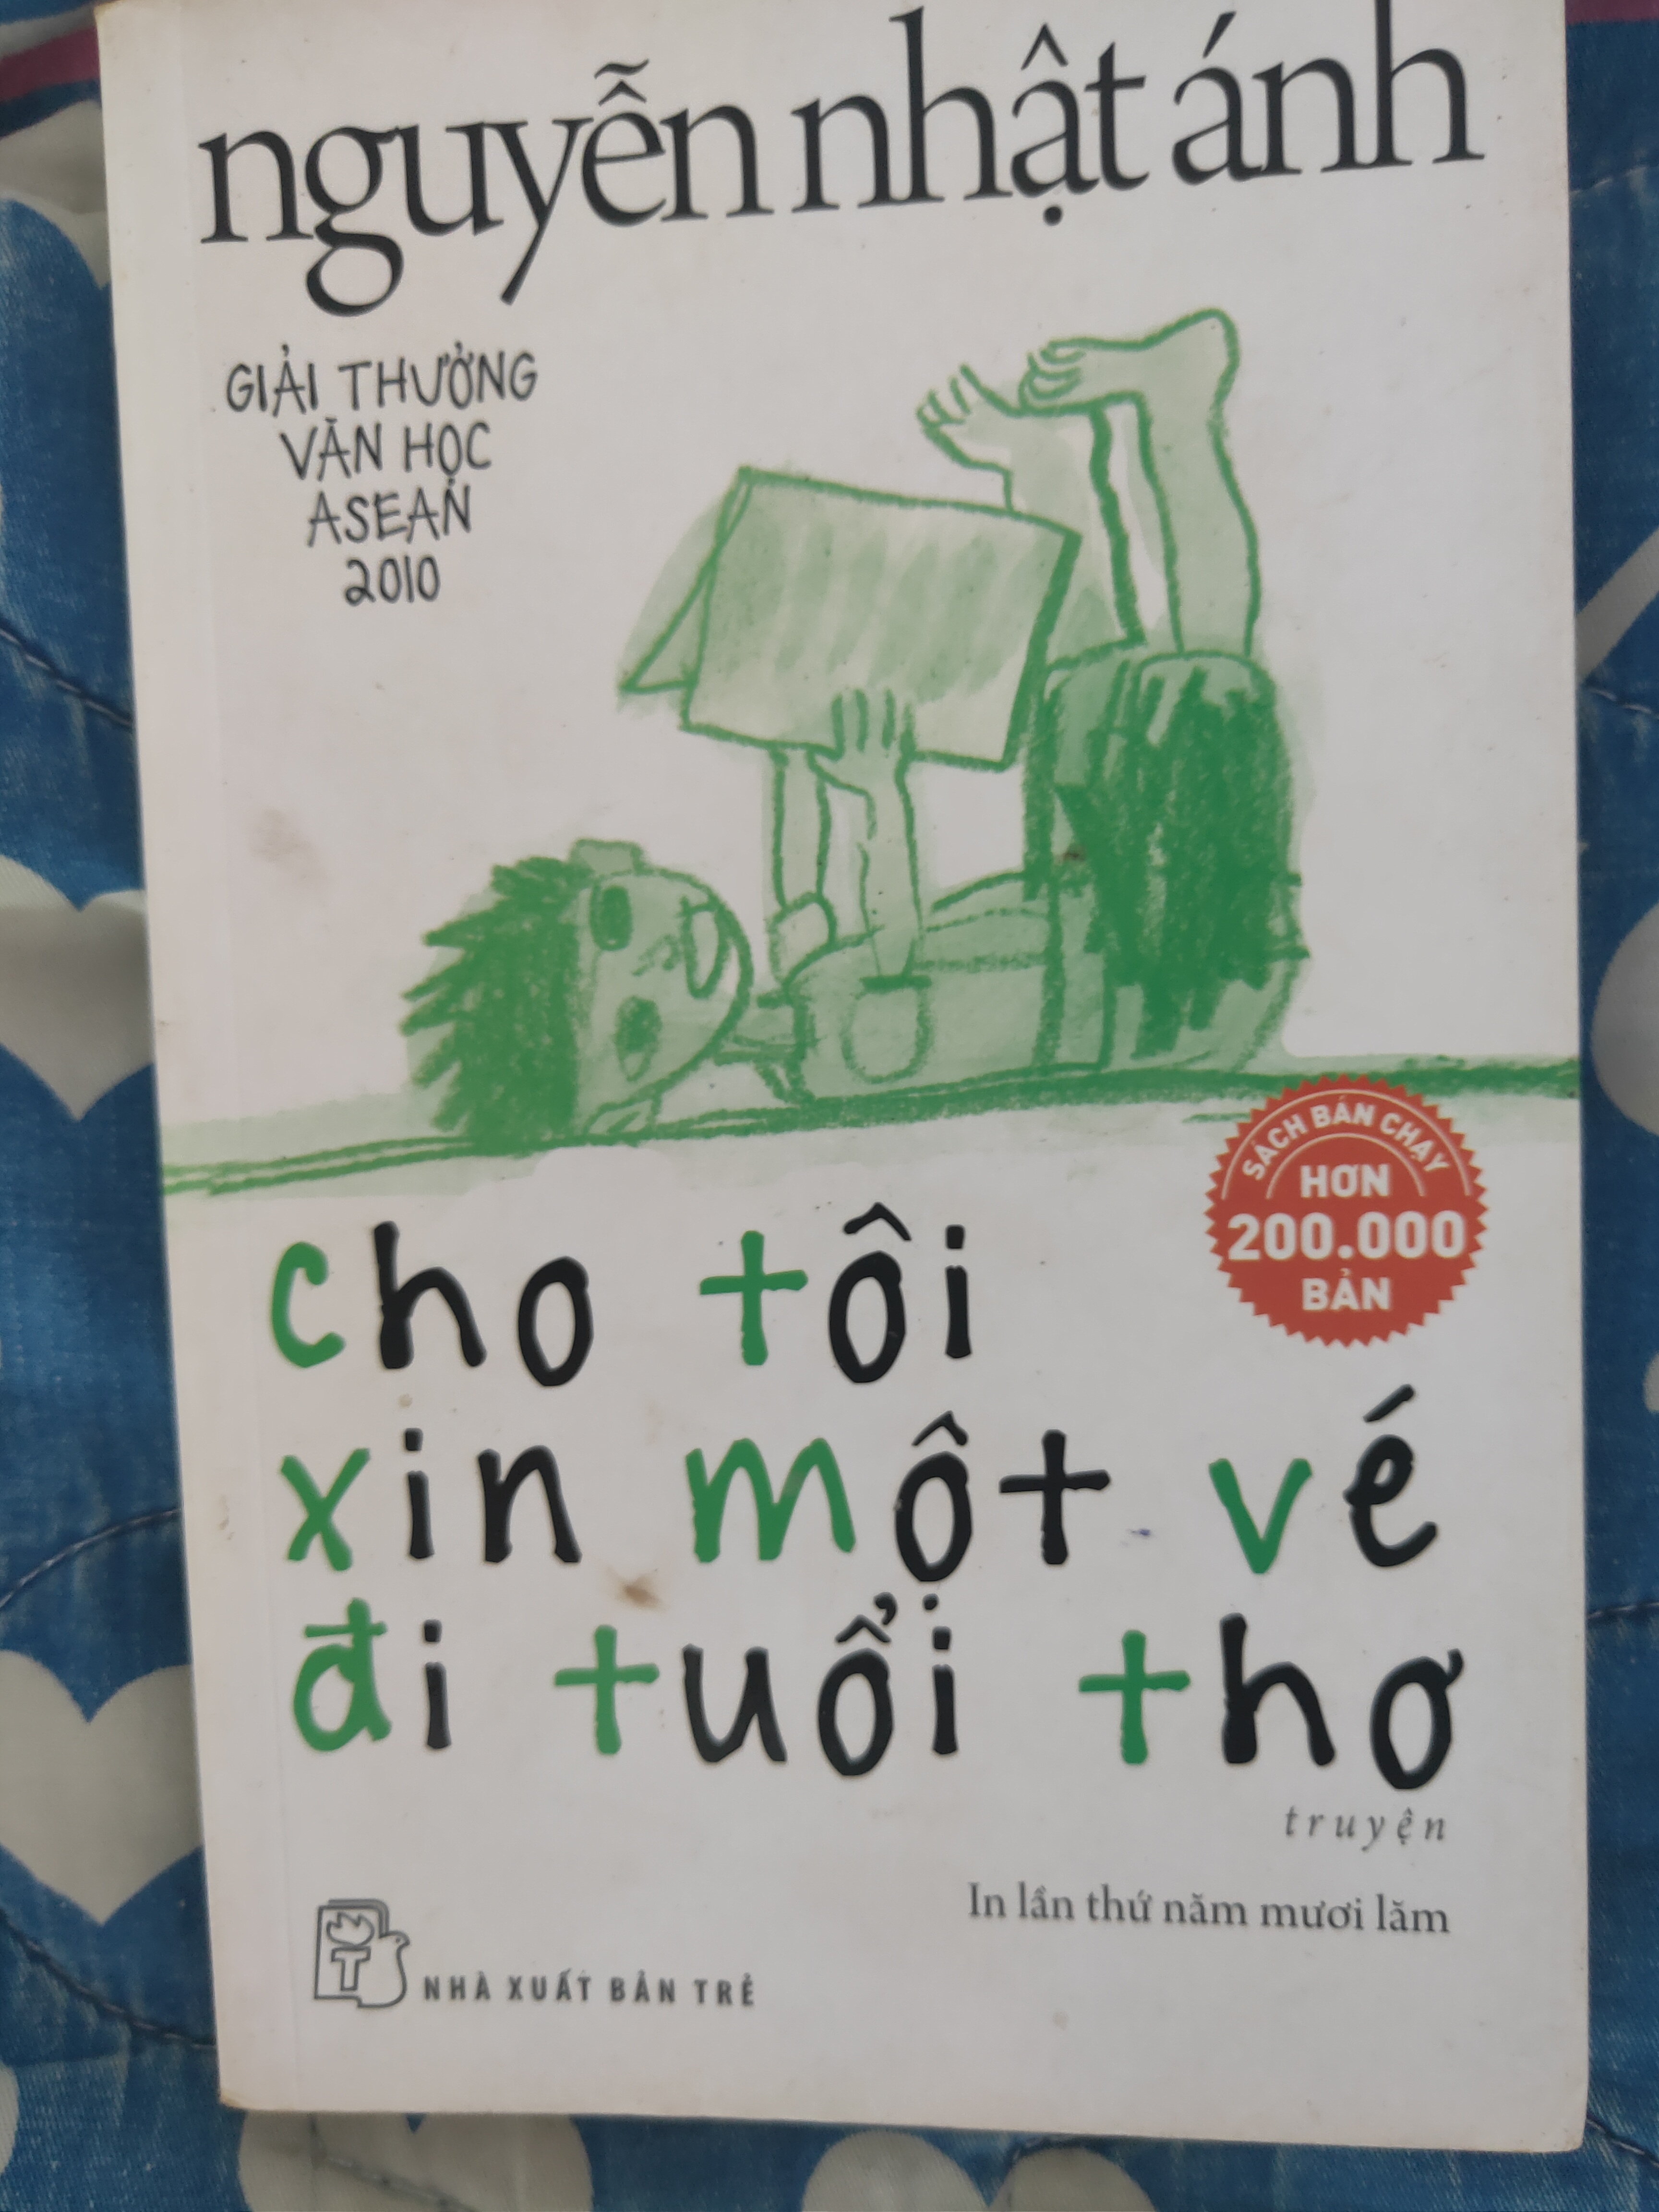 nguyễn nhật ánh
GIẢI THƯỞNG
VĂN HỌC
ASEAN
2010
SÁCH BÁN CHẠY
HƠN
200.000
BẢN
cho tôi
xin một vé
đi tuổi thơ
truyện
In lần thứ năm mươi lăm
NHÀ XUẤT BẢN TRẺ